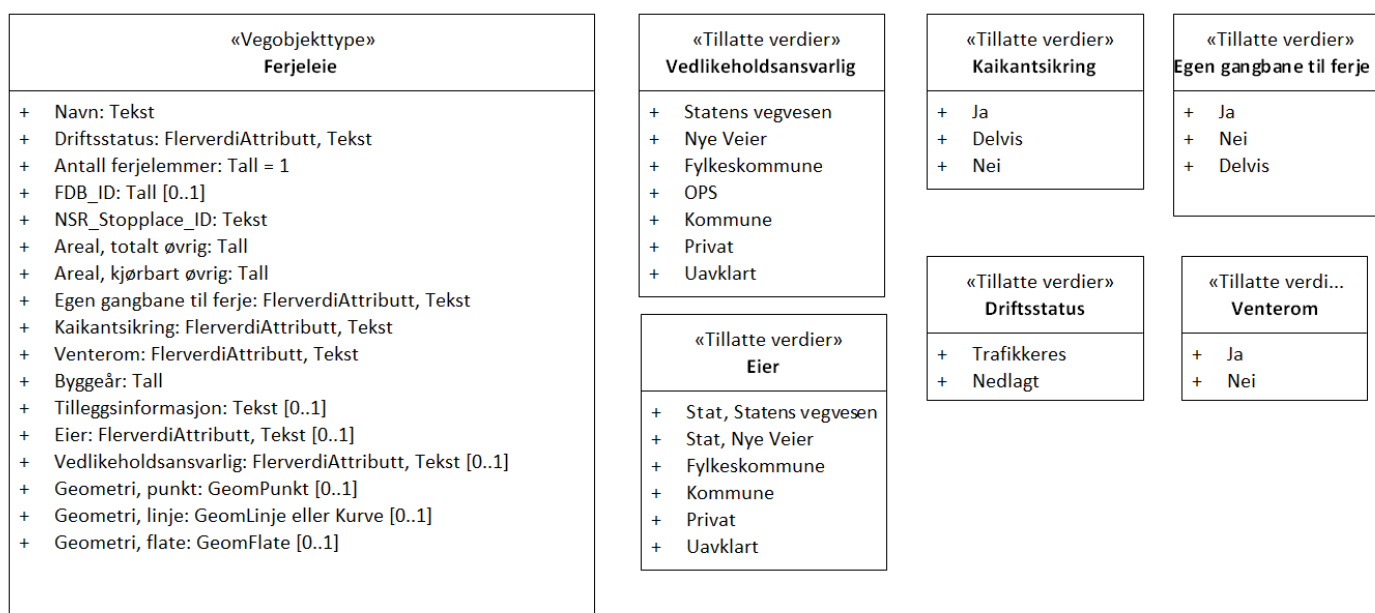 «Vegobjekttype»
Ferjeleie
+ Navn: Tekst
+ Driftsstatus: FlerverdiAttributt, Tekst
+ Antall ferjelemmer: Tall = 1
+ FDB_ID: Tall [0..1]
+ NSR_Stopplace_ID: Tekst
+ Areal, totalt øvrig: Tall
+ Areal, kjørbart øvrig: Tall
+ Egen gangbane til ferje: FlerverdiAttributt, Tekst
+ Kaikantsikring: FlerverdiAttributt, Tekst
+ Venterom: FlerverdiAttributt, Tekst
+ Byggeår: Tall
+ Tilleggsinformasjon: Tekst [0..1]
+ Eier: FlerverdiAttributt, Tekst [0..1]
+ Vedlikeholdsansvarlig: FlerverdiAttributt, Tekst [0..1]
+ Geometri, punkt: GeomPunkt [0..1]
+ Geometri, linje: GeomLinje eller Kurve [0..1]
+ Geometri, flate: GeomFlate [0..1]
«Tillatte verdier»
Vedlikeholdsansvarlig
+ Statens vegvesen
+ Nye Veier
+ Fylkeskommune
+ OPS
+ Kommune
+ Privat
+ Uavklart
«Tillatte verdier»
Eier
+ Stat, Statens vegvesen
+ Stat, Nye Veier
+ Fylkeskommune
+ Kommune
+ Privat
+ Uavklart
«Tillatte verdier»
Kaikantsikring
+ Ja
+ Delvis
+ Nei
«Tillatte verdier»
Egen gangbane til ferje
+ Ja
+ Nei
+ Delvis
«Tillatte verdier»
Driftsstatus
+ Trafikkeres
+ Nedlagt
«Tillatte verdi...
Venterom
+ Ja
+ Nei